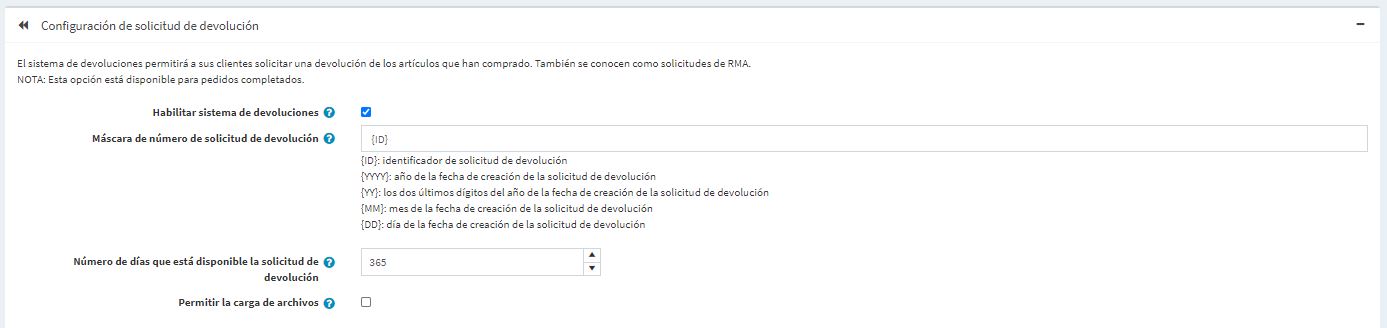 Configuración de solicitud de devolución
El sistema de devoluciones permitirá a sus clientes solicitar una devolución de los artículos que han comprado. También se conocen como solicitudes de RMA.
NOTA: Esta opción está disponible para pedidos completados.
Habilitar sistema de devoluciones ?
Máscara de número de solicitud de devolución ? {ID}
{ID}: identificador de solicitud de devolución
{YYYY}: año de la fecha de creación de la solicitud de devolución
{YY}: los dos últimos dígitos del año de la fecha de creación de la solicitud de devolución
{MM}: mes de la fecha de creación de la solicitud de devolución
{DD}: día de la fecha de creación de la solicitud de devolución
Número de días que está disponible la solicitud de ? 365
devolución
Permitir la carga de archivos ?